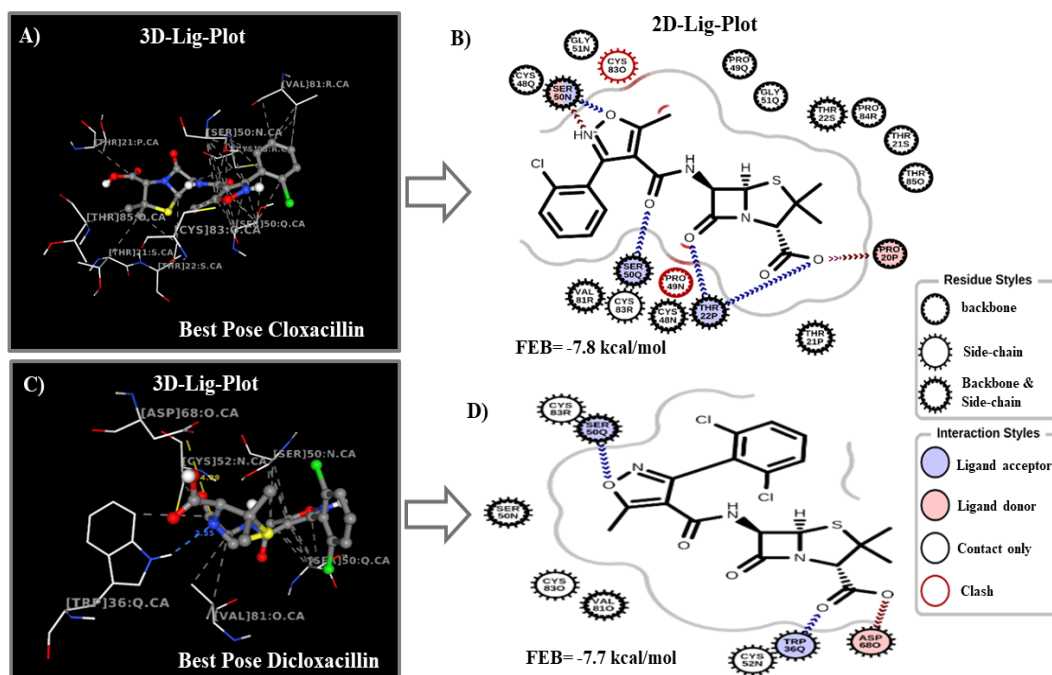 A)
3D-Lig-Plot
[VAL]81:R.CA
[THR]21:P.CA
[SER]50:N.CA
[THR]85:O.CA
[CYS]83:O.CA
[SER]50:Q.CA
[THR]21:S.CA
[THR]22:S.CA
Best Pose Cloxacillin
B)
2D-Lig-Plot
GLY
51N
CYS
83O
CYS
48Q
SER
50N
PRO
49Q
GLY
51Q
THR
22S
PRO
84R
THR
21S
THR
85O
O
HN
Cl
H
N
O
H
S
N
O
O
O
SER
50Q
VAL
81R
CYS
83R
PRO
49N
CYS
48N
THR
22P
PRO
20P
THR
21P
FEB= -7.8 kcal/mol
Residue Styles
backbone
Side-chain
Backbone &
Side-chain
C)
3D-Lig-Plot
[ASP]68:O.CA
[CYS]52:N.CA
[SER]50:N.CA
[SER]50:Q.CA
[TRP]36:Q.CA
[VAL]81:O.CA
Best Pose Dicloxacillin
D)
CYS
83R
SER
50Q
SER
50N
CYS
83O
VAL
81O
Cl
Cl
N
O
H
N
O
H
S
N
O
O
O
CYS
52N
TRP
36Q
ASP
68O
FEB= -7.7 kcal/mol
Interaction Styles
Ligand acceptor
Ligand donor
Contact only
Clash